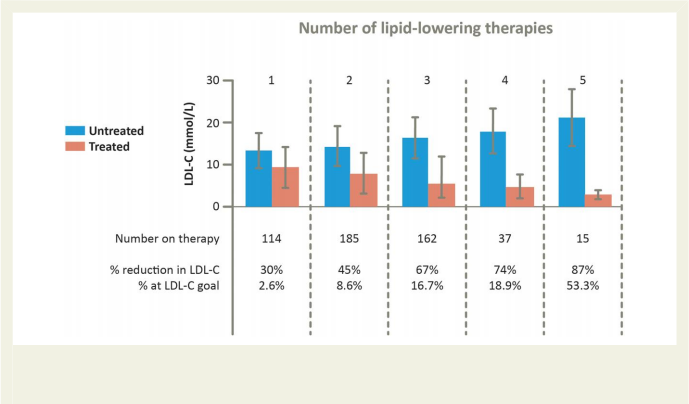 Number of lipid-lowering therapies
1 2 3 4 5
30
20
10
0
LDL-C (mmol/L)
Untreated
Treated
Number on therapy 114 185 162 37 15
% reduction in LDL-C 30% 45% 67% 74% 87%
% at LDL-C goal 2.6% 8.6% 16.7% 18.9% 53.3%